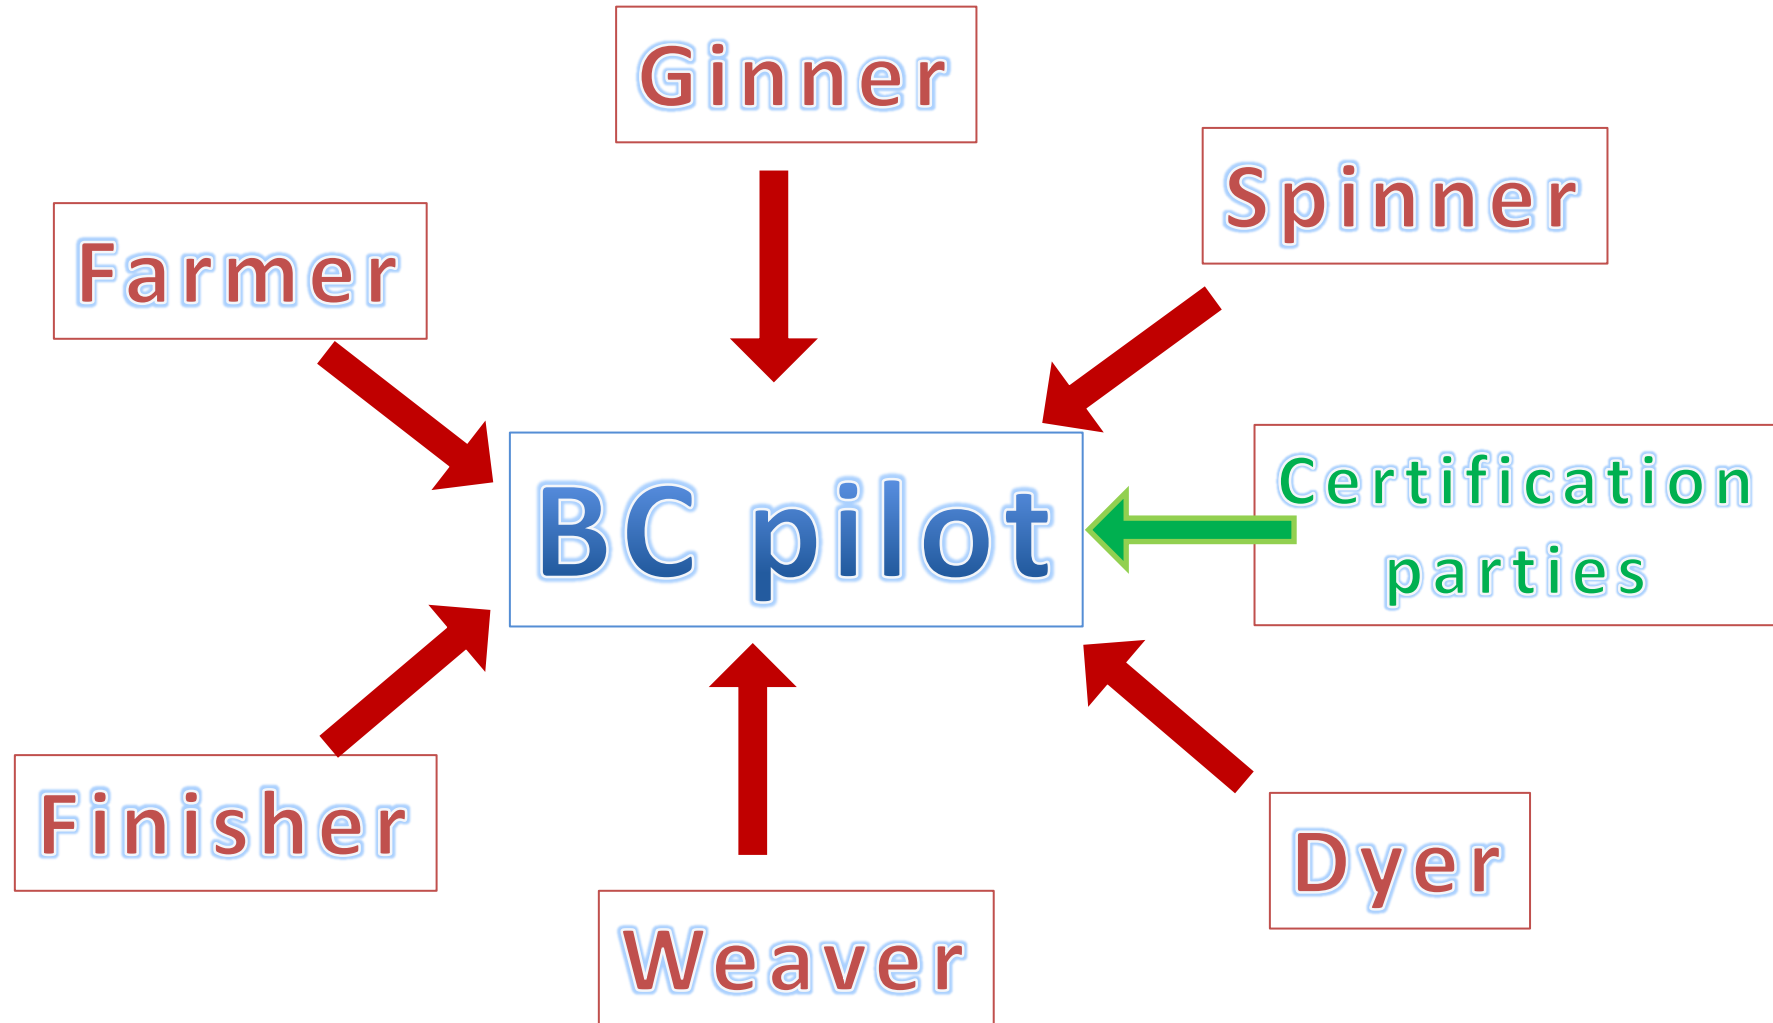 Ginner
Spinner
Farmer
Certification
parties
BC pilot
Finisher
Dyer
Weaver